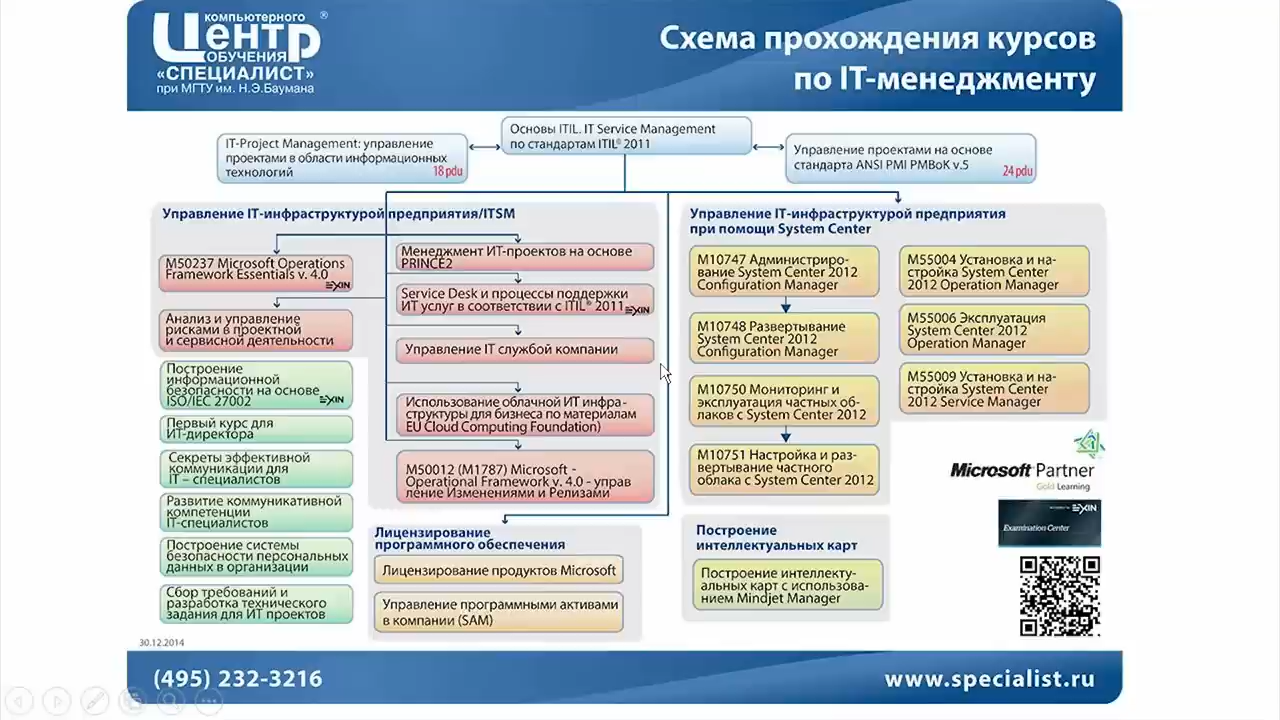 компьютерного
Центр
®
ОБУЧЕНИЯ
«СПЕЦИАЛИСТ»
при МГТУ им. Н.Э.Баумана
Схема прохождения курсов
по IT-менеджменту
IT-Project Management: управление
проектами в области информационных
технологий
18 pdu
Основы ITIL. IT Service Management
по стандартам ITIL® 2011
Управление проектами на основе
стандарта ANSI PMI PMBoK v.5
24 pdu
Управление IT-инфраструктурой предприятия/ITSM
M50237 Microsoft Operations
Framework Essentials v. 4.0
EXIN
Анализ и управление
рисками в проектной
и сервисной деятельности
Построение
информационной
безопасности на основе
ISO/IEC 27002
EXIN
Первый курс для
ИТ-директора
Секреты эффективной
коммуникации для
IT – специалистов
Развитие коммуникативной
компетенции
IT-специалистов
Построение системы
безопасности персональных
данных в организации
Сбор требований и
разработка технического
задания для ИТ проектов
Менеджмент ИТ-проектов на основе
PRINCE2
Service Desk и процессы поддержки
ИТ услуг в соответствии с ITIL® 2011
EXIN
Управление IT службой компании
Использование облачной ИТ инфра-
структуры для бизнеса по материалам
EU Cloud Computing Foundation)
M50012 (M1787) Microsoft -
Operational Framework v. 4.0 - управ
ление Изменениями и Релизами
Лицензирование
программного обеспечения
Лицензирование продуктов Microsoft
Управление программными активами
в компании (SAM)
Управление IT-инфраструктурой предприятия
при помощи System Center
M10747 Администриро-
вание System Center 2012
Configuration Manager
M10748 Развертывание
System Center 2012
Configuration Manager
M10750 Мониторинг и
эксплуатация частных об-
лаков с System Center 2012
M10751 Настройка и раз-
вертывание частного
облака с System Center 2012
M55004 Установка и на-
стройка System Center
2012 Operation Manager
M55006 Эксплуатация
System Center 2012
Operation Manager
M55009 Установка и на-
стройка System Center
2012 Service Manager
Построение
интеллектуальных карт
Построение интеллекту-
альных карт с использова-
нием Mindjet Manager
Microsoft Partner
Gold Learning
EXIN
Examination Center
30.12.2014
(495) 232-3216
www.specialist.ru